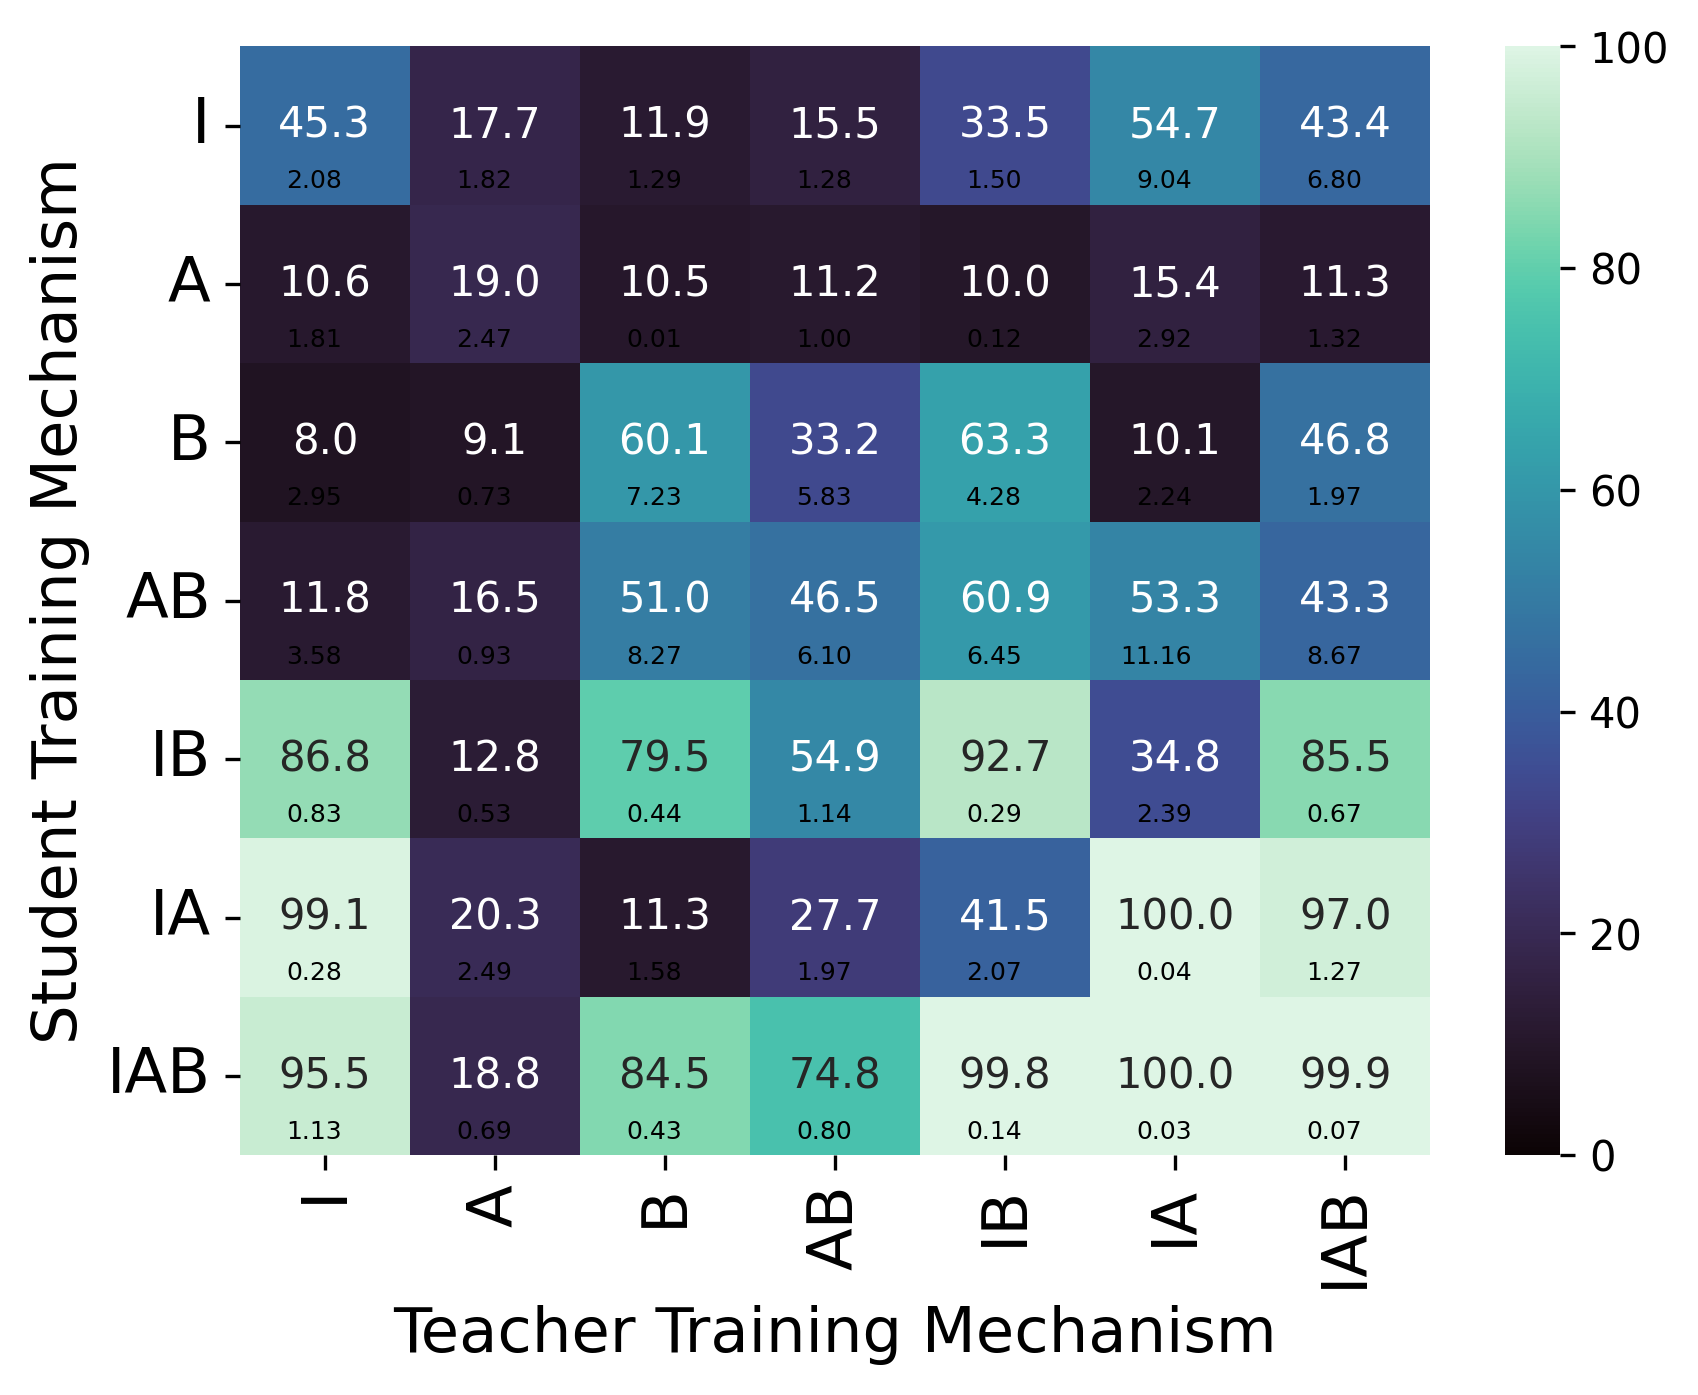 Student Training Mechanism
I 45.3 17.7 11.9 15.5 33.5 54.7 43.4
2.08 1.82 1.29 1.28 1.50 9.04 6.80
A 10.6 19.0 10.5 11.2 10.0 15.4 11.3
1.81 2.47 0.01 1.00 0.12 2.92 1.32
B 8.0 9.1 60.1 33.2 63.3 10.1 46.8
2.95 0.73 7.23 5.83 4.28 2.24 1.97
AB 11.8 16.5 51.0 46.5 60.9 53.3 43.3
3.58 0.93 8.27 6.10 6.45 11.16 8.67
IB 86.8 12.8 79.5 54.9 92.7 34.8 85.5
0.83 0.53 0.44 1.14 0.29 2.39 0.67
IA 99.1 20.3 11.3 27.7 41.5 100.0 97.0
0.28 2.49 1.58 1.97 2.07 0.04 1.27
IAB 95.5 18.8 84.5 74.8 99.8 100.0 99.9
1.13 0.69 0.43 0.80 0.14 0.03 0.07
I A B AB IB IA IAB
Teacher Training Mechanism
100
80
60
40
20
0